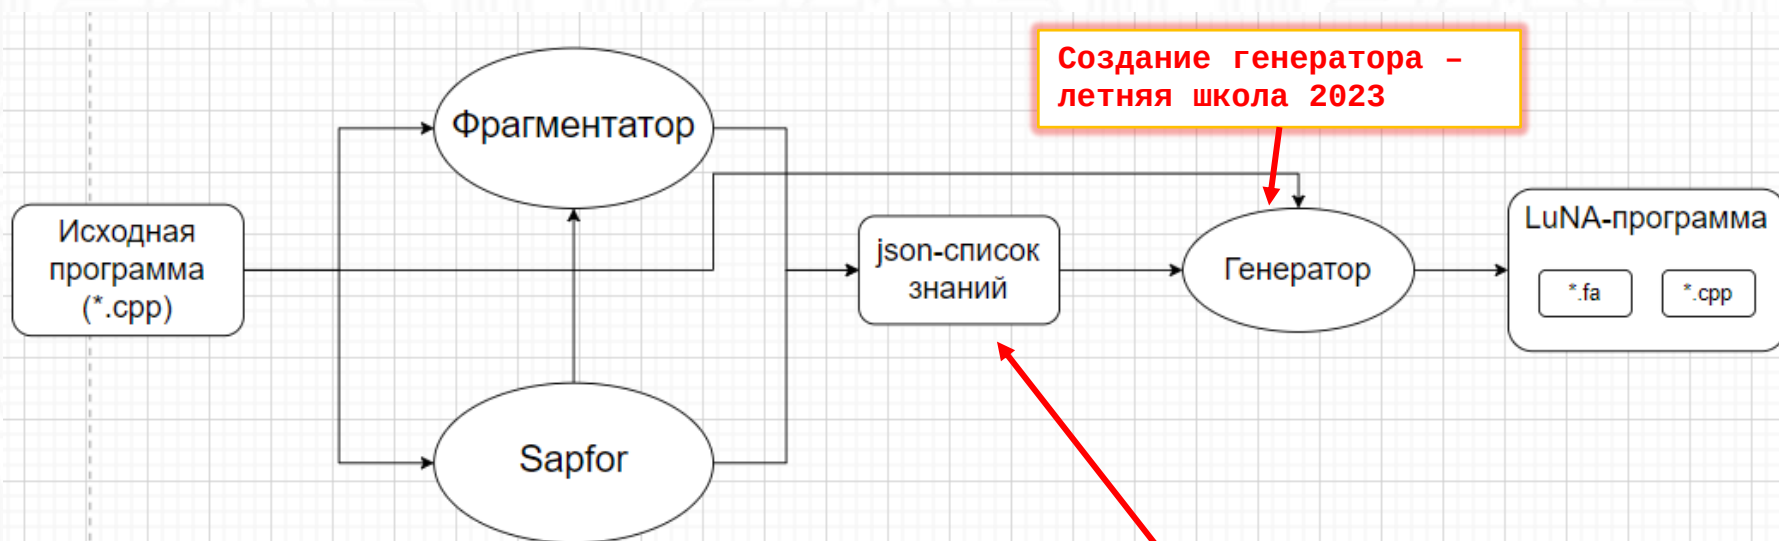 Создание генератора –
летняя школа 2023
Фрагментатор
Исходная
программа
(*.cpp)
json-список
знаний
Генератор
LuNA-программа
*.fa
*.cpp
Sapfor